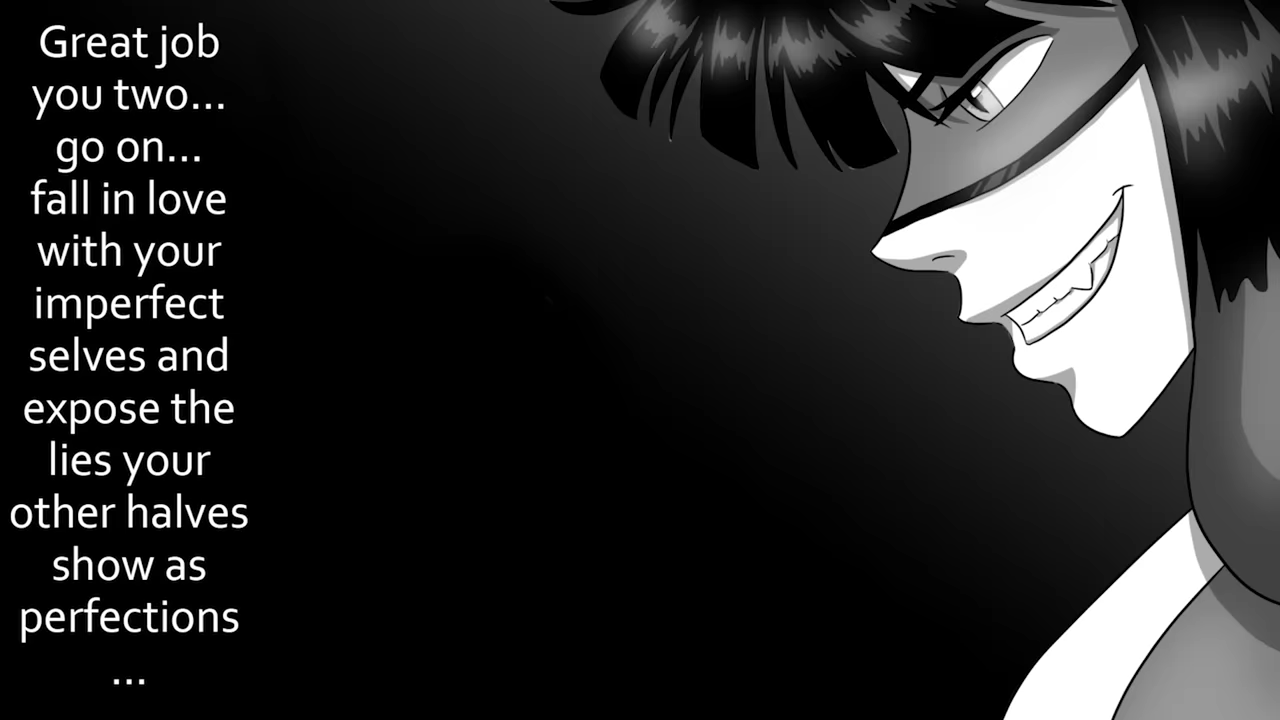 Great job
you two...
go on...
fall in love
with your
imperfect
selves and
expose the
lies your
other halves
show as
perfections
...